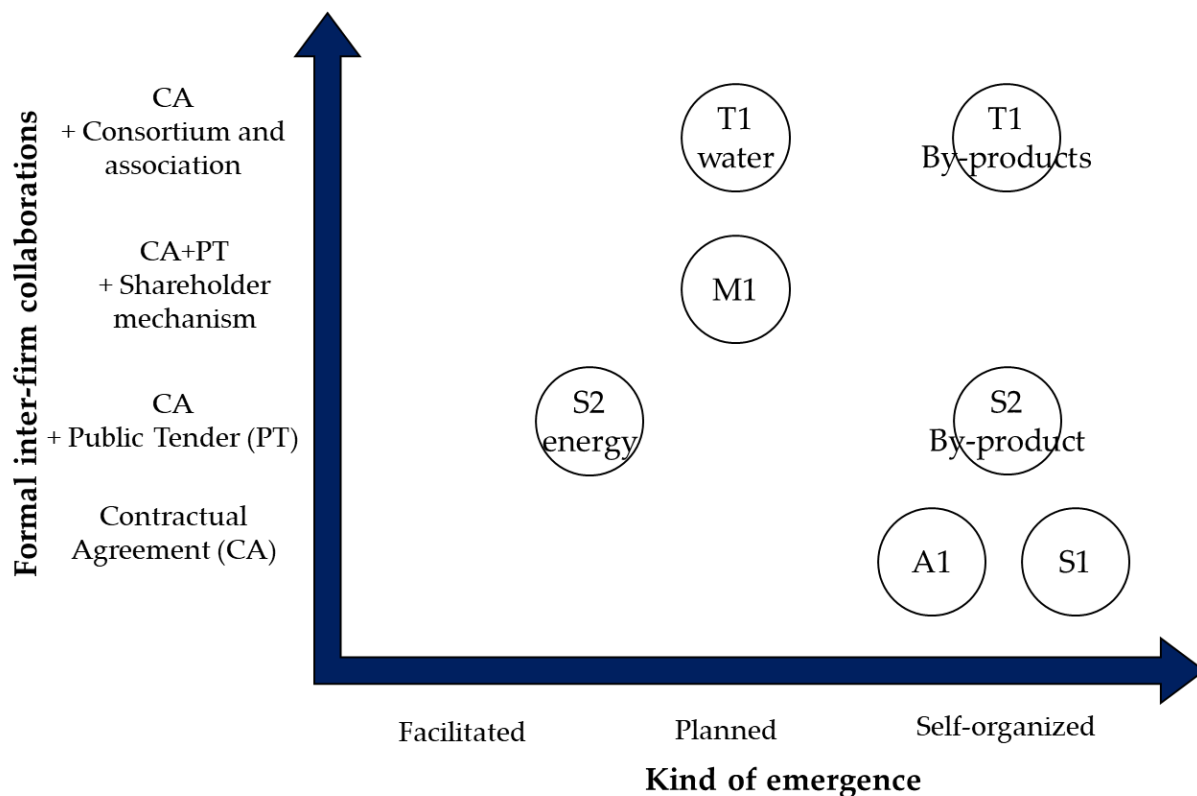 Formal inter-firm collaborations
CA
+ Consortium and
association
CA+PT
+ Shareholder
mechanism
CA
+ Public Tender (PT)
Contractual
Agreement (CA)
T1
water
T1
By-products
M1
S2
energy
S2
By-product
A1
S1
Facilitated
Planned
Self-organized
Kind of emergence